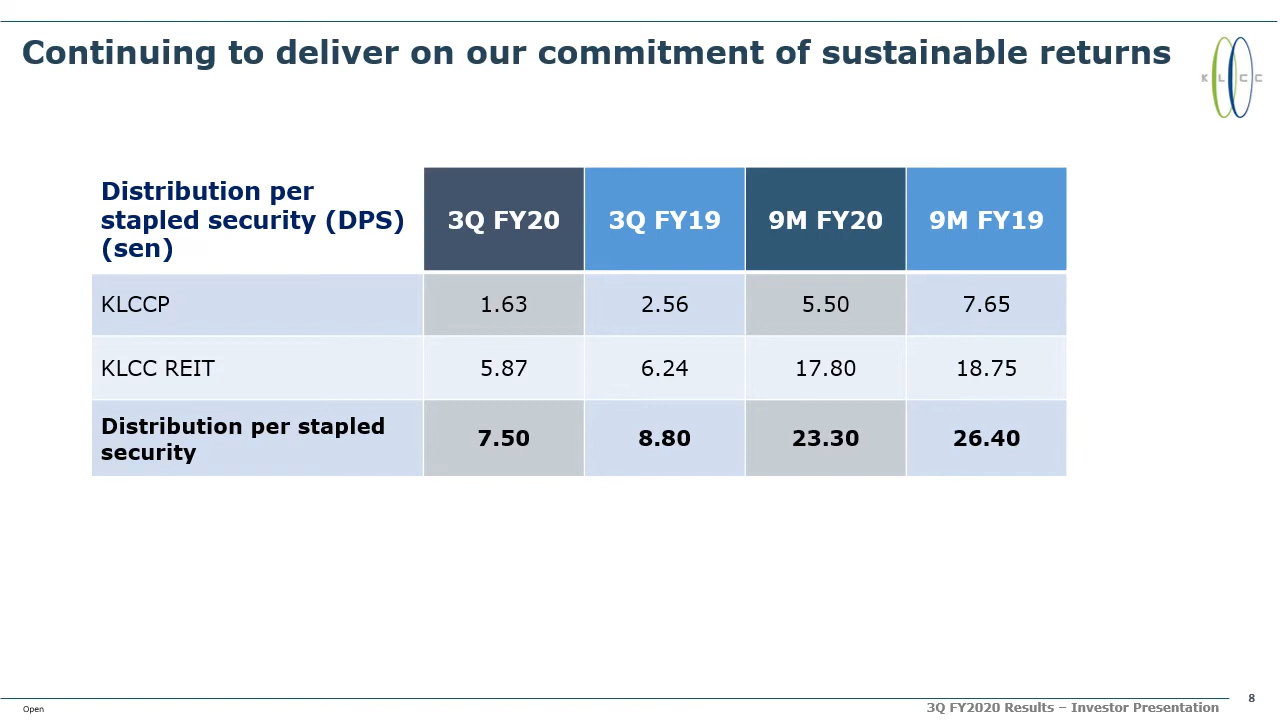 Continuing to deliver on our commitment of sustainable returns
K L C C
Distribution per
stapled security (DPS)
(sen)
3Q FY20 3Q FY19 9M FY20 9M FY19
KLCCP 1.63 2.56 5.50 7.65
KLCC REIT 5.87 6.24 17.80 18.75
Distribution per stapled
security
7.50 8.80 23.30 26.40
8
Open
3Q FY2020 Results – Investor Presentation